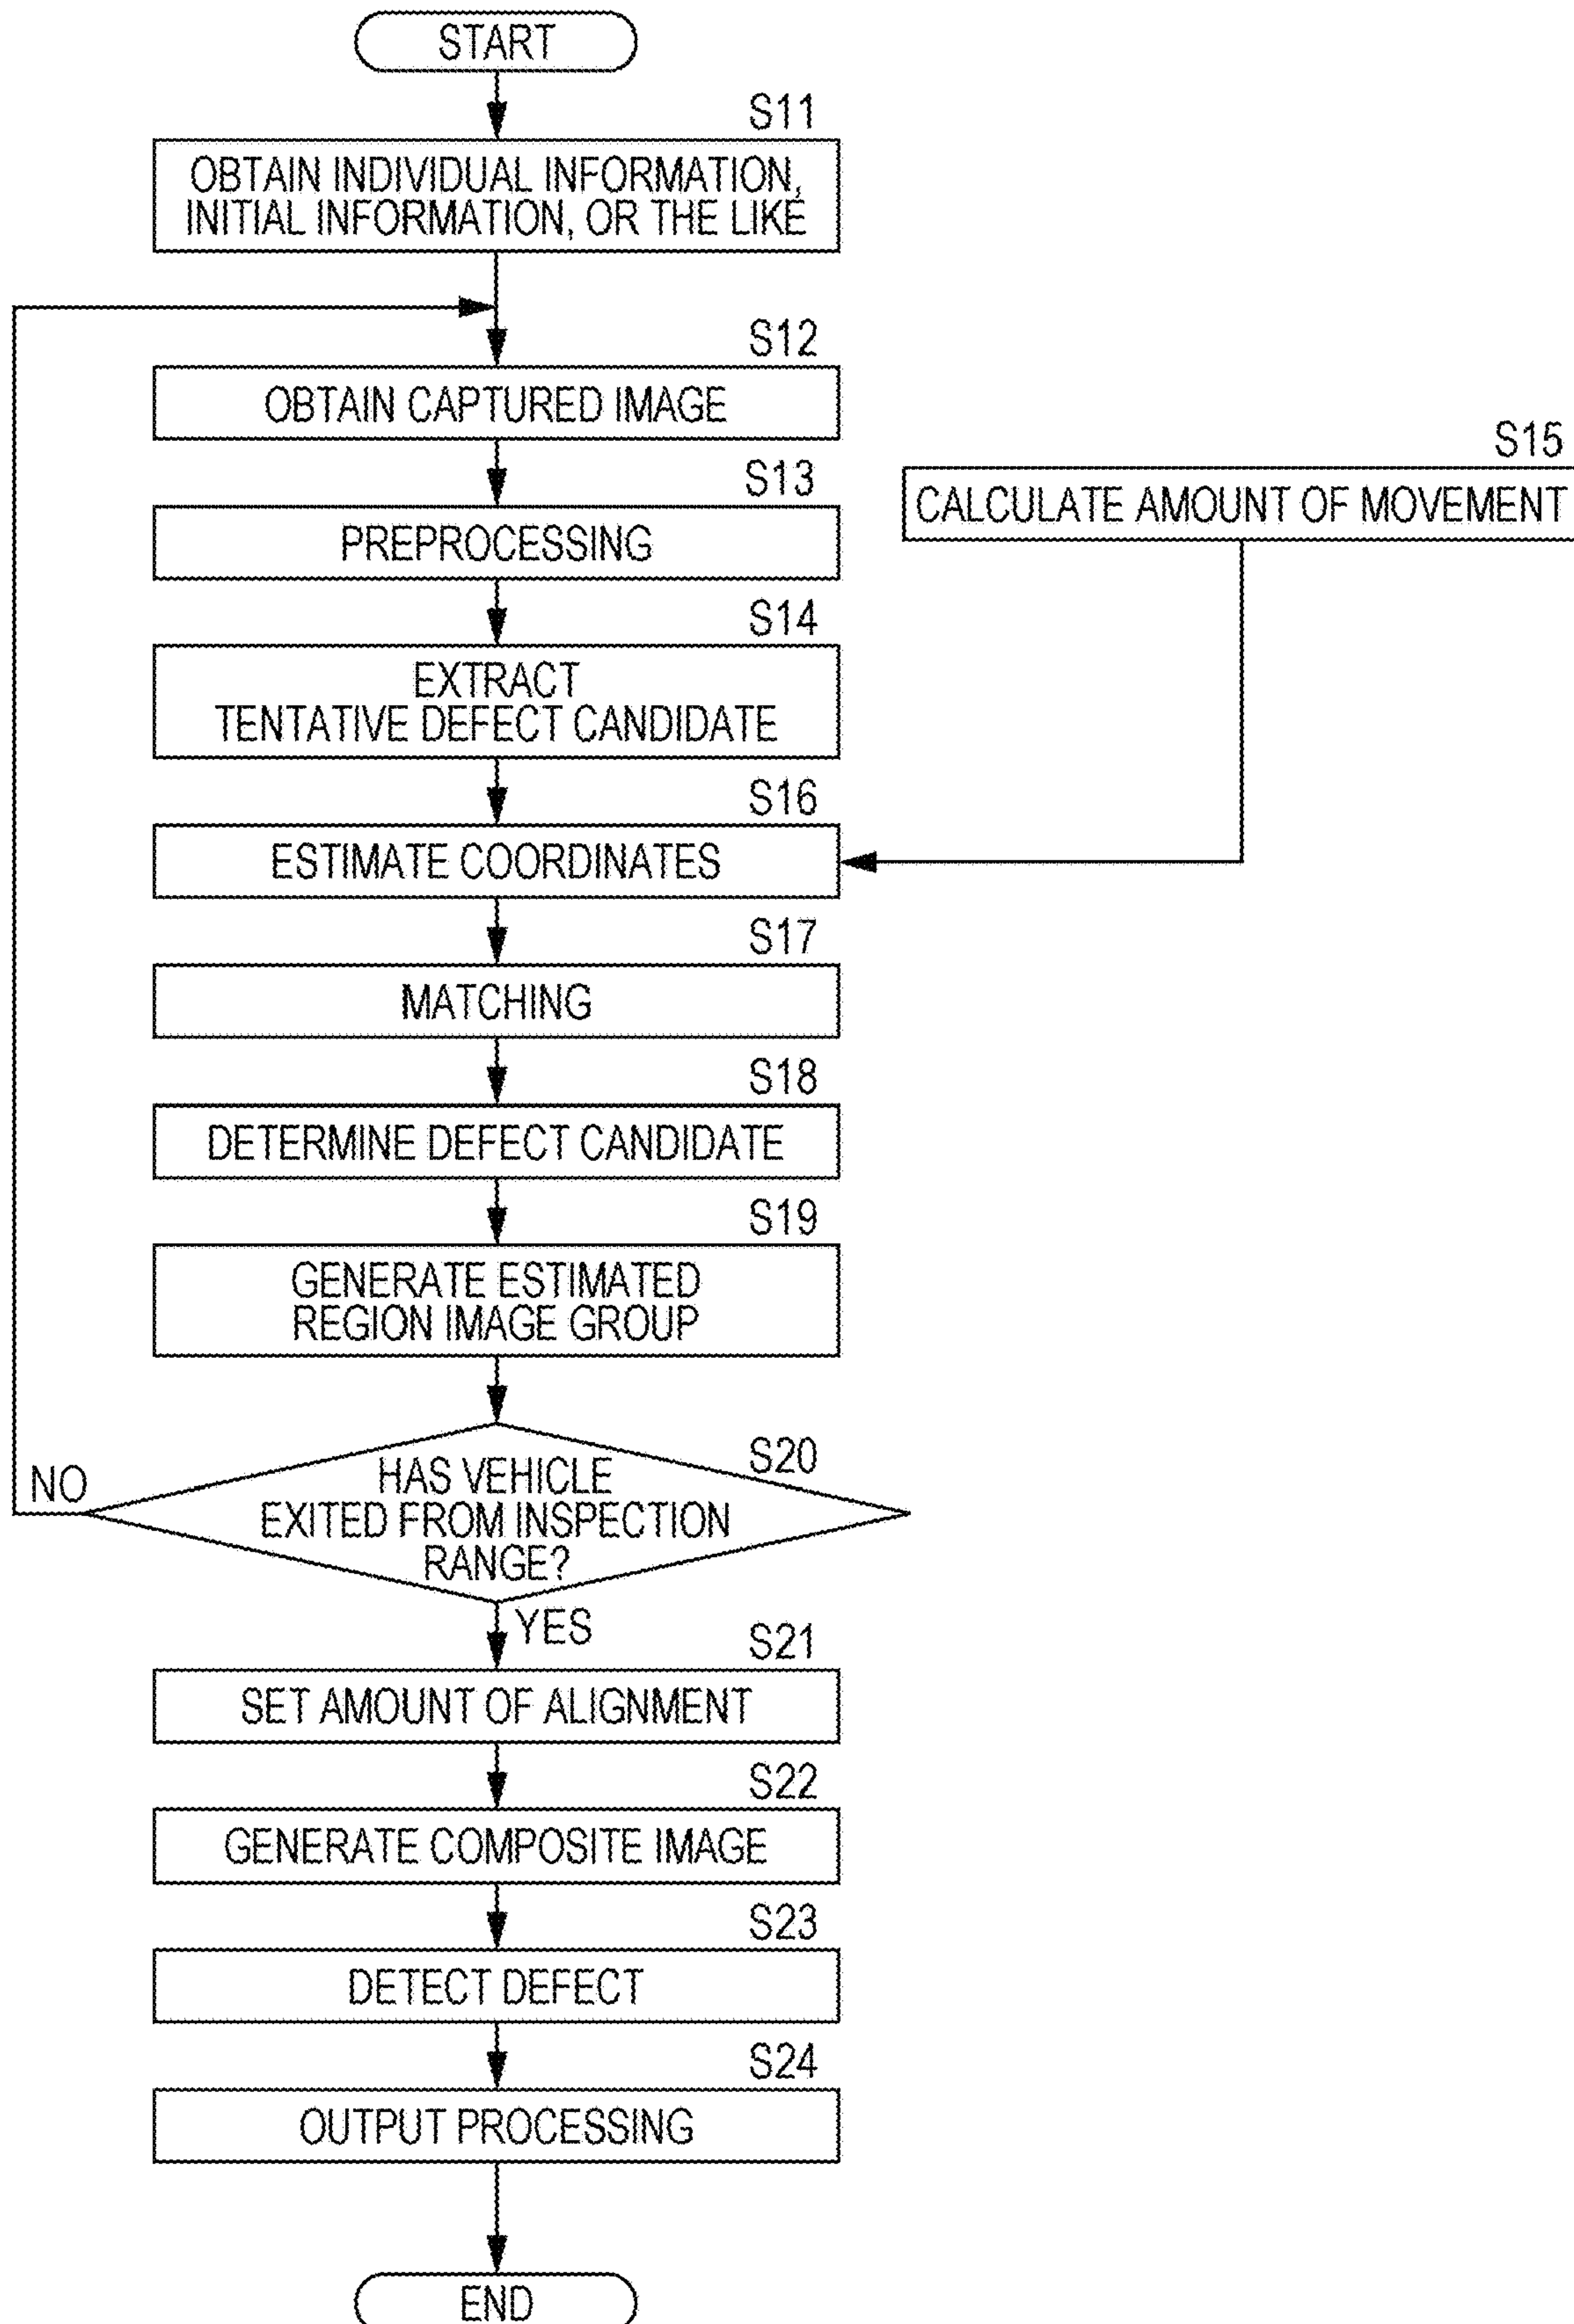 START
S11
OBTAIN INDIVIDUAL INFORMATION,
INITIAL INFORMATION, OR THE LIKE
S12
OBTAIN CAPTURED IMAGE
S13
PREPROCESSING
S15
CALCULATE AMOUNT OF MOVEMENT
S14
EXTRACT
TENTATIVE DEFECT CANDIDATE
S16
ESTIMATE COORDINATES
S17
MATCHING
S18
DETERMINE DEFECT CANDIDATE
S19
GENERATE ESTIMATED
REGION IMAGE GROUP
S20
HAS VEHICLE
EXITED FROM INSPECTION
RANGE?
NO
YES
S21
SET AMOUNT OF ALIGNMENT
S22
GENERATE COMPOSITE IMAGE
S23
DETECT DEFECT
S24
OUTPUT PROCESSING
END